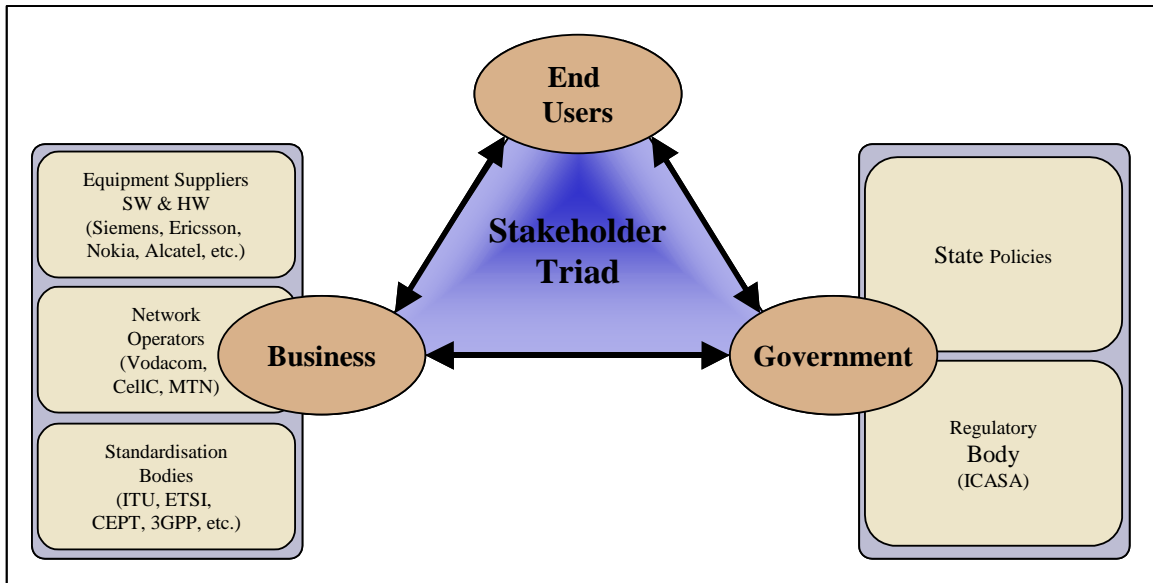 End
Users
Stakeholder
Triad
Equipment Suppliers
SW & HW
(Siemens, Ericsson,
Nokia, Alcatel, etc.)
Network
Operators
(Vodacom,
CellC, MTN)
Standardisation
Bodies
(ITU, ETSI,
CEPT, 3GPP, etc.)
Business
Government
State Policies
Regulatory
Body
(ICASA)